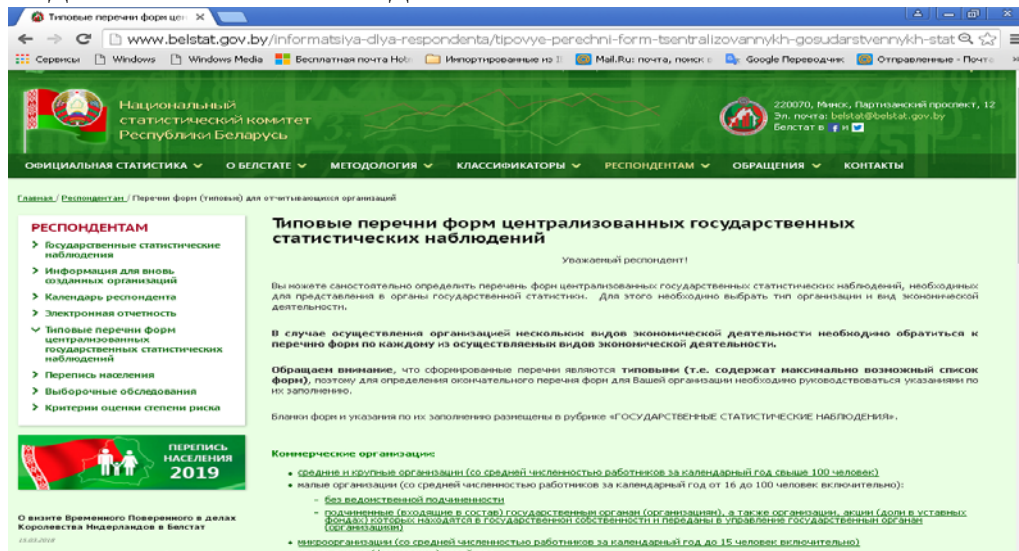 Типовые перечни форм цен
www.belstat.gov.by/informatsiya-dlya-respondenta/tipovye-perechni-form-tsentralizovannykh-gosudarstvennykh-stat
Сервисы Windows Windows Media Бесплатная почта Hot Импортированные из I Mail.Ru: почта, поиск в Google Переводчик Отправленные - Почта
Национальный
статистический комитет
Республики Беларусь
220070, Минск, Партизанский проспект, 12
Эл. почта: belstat@belstat.gov.by
Белстат в и
ОФИЦИАЛЬНАЯ СТАТИСТИКА О БЕЛСТАТЕ МЕТОДОЛОГИЯ КЛАССИФИКАТОРЫ РЕСПОНДЕНТАМ ОБРАЩЕНИЯ КОНТАКТЫ
Главная / Респондентам / Перечни форм (типовые) для отчитывающихся организаций
РЕСПОНДЕНТАМ
Государственные статистические
наблюдения
Информация для вновь
созданных организаций
Календарь респондента
Электронная отчетность
Типовые перечни форм
централизованных
государственных статистических
наблюдений
Перепись населения
Выборочные обследования
Критерии оценки степени риска
ПЕРЕПИСЬ
НАСЕЛЕНИЯ
2019
О визите Временного Поверенного в делах
Королевства Нидерландов в Белстат
15.03.2018
Типовые перечни форм централизованных государственных
статистических наблюдений
Уважаемый респондент!
Вы можете самостоятельно определить перечень форм централизованных государственных статистических наблюдений, необходимых
для представления в органы государственной статистики. Для этого необходимо выбрать тип организации и вид экономической
деятельности.
В случае осуществления организацией нескольких видов экономической деятельности необходимо обратиться к
перечню форм по каждому из осуществляемых видов экономической деятельности.
Обращаем внимание, что сформированные перечни являются типовыми (т.е. содержат максимально возможный список
форм), поэтому для определения окончательного перечня форм для Вашей организации необходимо руководствоваться указаниями по
их заполнению.
Бланки форм и указания по их заполнению размещены в рубрике «ГОСУДАРСТВЕННЫЕ СТАТИСТИЧЕСКИЕ НАБЛЮДЕНИЯ».
Коммерческие организации:
• средние и крупные организации (со средней численностью работников за календарный год свыше 100 человек)
• малые организации (со средней численностью работников за календарный год от 16 до 100 человек включительно):
- без ведомственной подчиненности
- подчиненные (входящие в состав) государственным органам (организациям), а также организации, акции (доли в уставных
фондах) которых находятся в государственной собственности и переданы в управление государственным органам
(организациям)
• микроорганизации (со средней численностью работников за календарный год до 15 человек включительно)